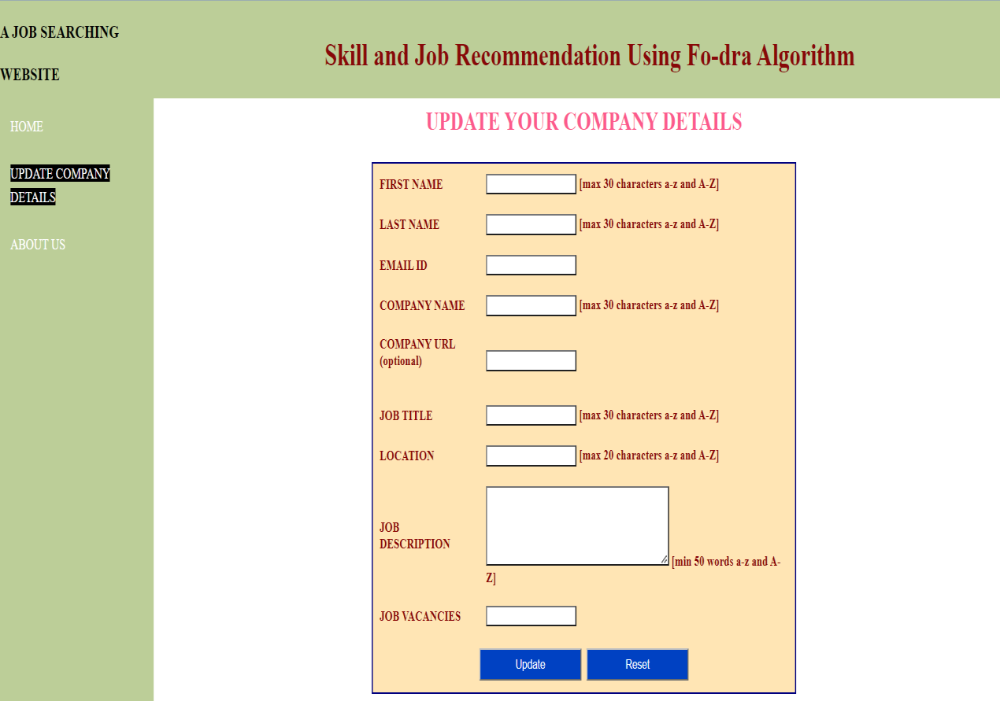 A JOB SEARCHING
WEBSITE
Skill and Job Recommendation Using Fo-dra Algorithm
HOME
UPDATE COMPANY
DETAILS
ABOUT US
UPDATE YOUR COMPANY DETAILS
FIRST NAME [max 30 characters a-z and A-Z]
LAST NAME [max 30 characters a-z and A-Z]
EMAIL ID
COMPANY NAME [max 30 characters a-z and A-Z]
COMPANY URL
(optional)
JOB TITLE [max 30 characters a-z and A-Z]
LOCATION [max 20 characters a-z and A-Z]
JOB
DESCRIPTION
[min 50 words a-z and A-
Z]
JOB VACANCIES
Update Reset